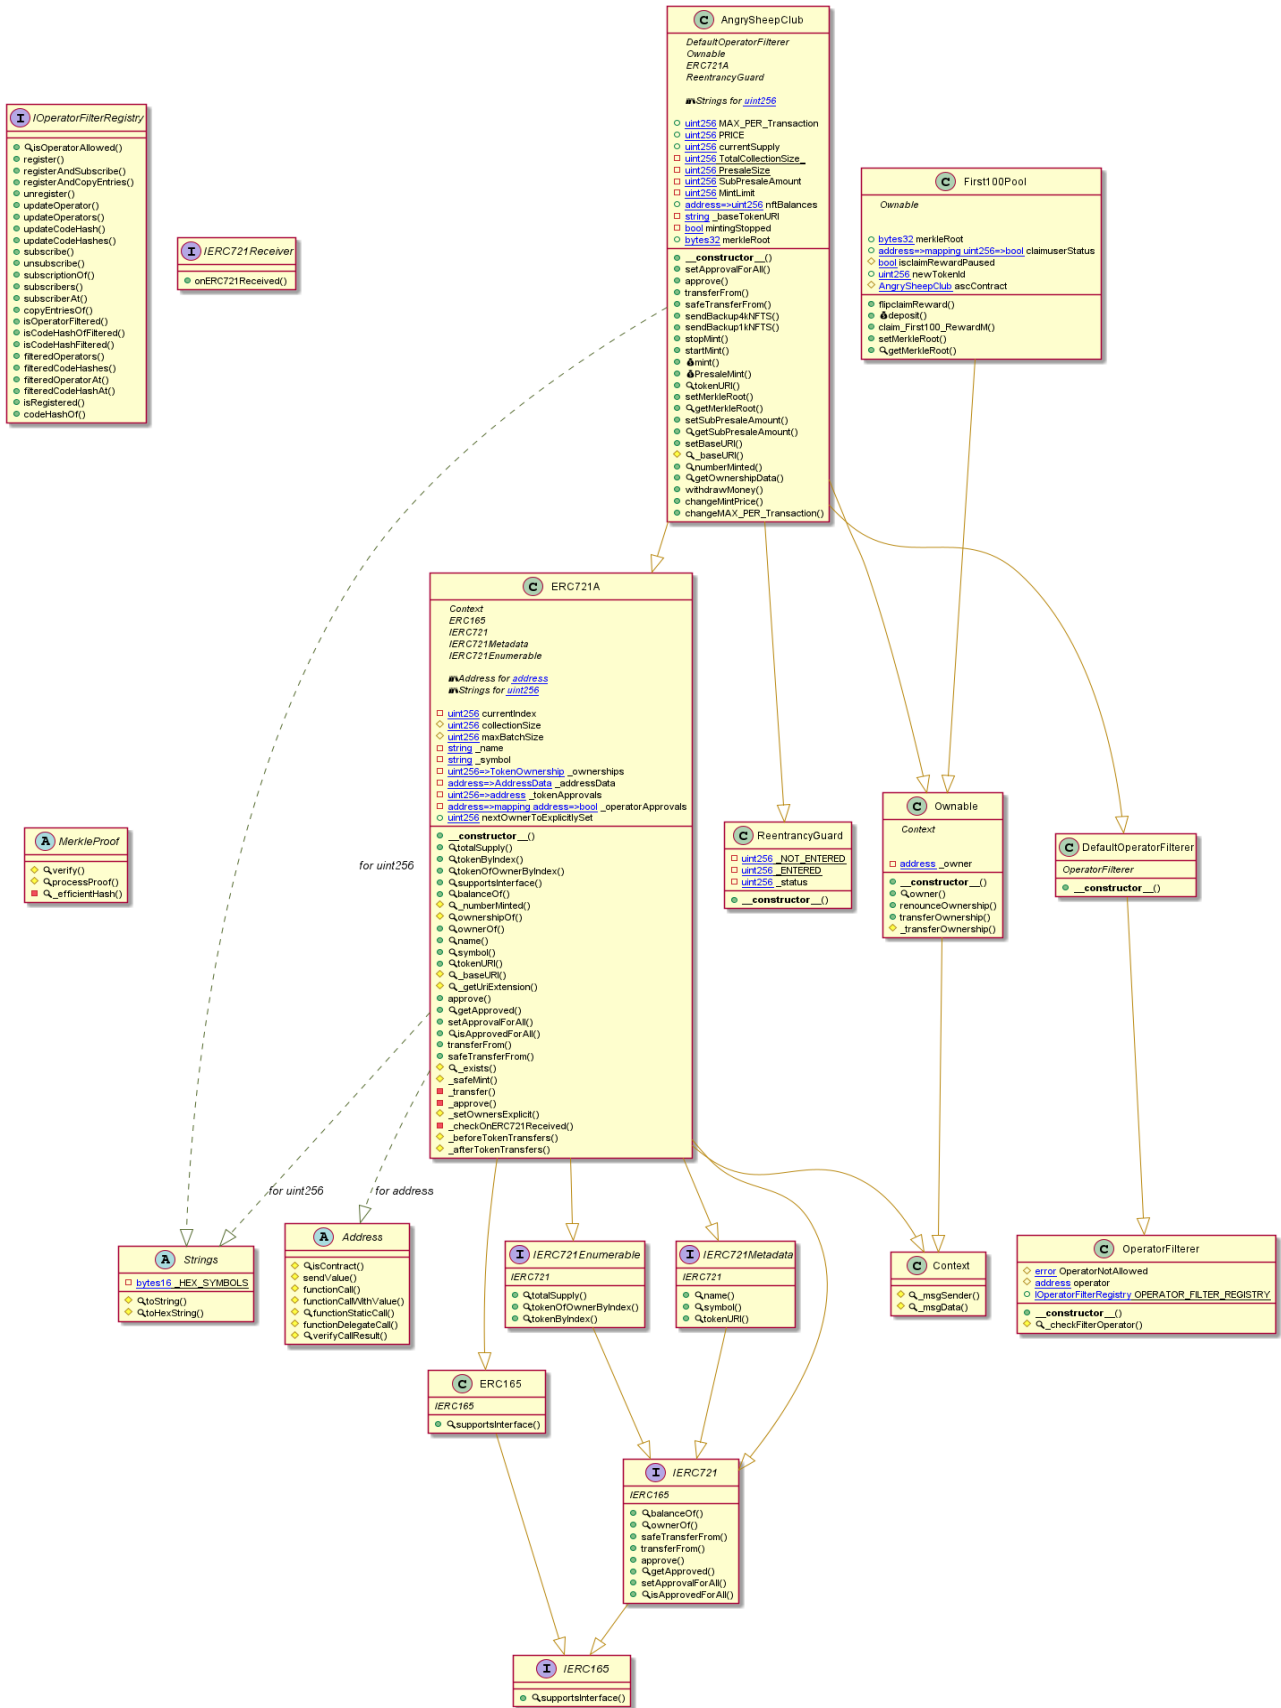 AngrySheepClub
DefaultOperatorFilterer
Ownable
ERC721A
ReentrancyGuard
Strings for uint256
uint256 MAX_PER_Transaction
uint256 PRICE
uint256 currentSupply
uint256 TotalCollectionSize_
uint256 PresaleSize
uint256 SubPresaleAmount
uint256 MintLimit
address=>uint256 nftBalances
string _baseTokenURI
bool mintingStopped
bytes32 merkleRoot
__constructor__()
setApprovalForAll()
approve()
transferFrom()
safeTransferFrom()
sendBackup4kNFTS()
sendBackup1kNFTS()
stopMint()
startMint()
mint()
PresaleMint()
tokenURI()
setMerkleRoot()
getMerkleRoot()
setSubPresaleAmount()
getSubPresaleAmount()
setBaseURI()
_baseURI()
numberMinted()
getOwnershipData()
withdrawMoney()
changeMintPrice()
changeMAX_PER_Transaction()
IOperatorFilterRegistry
isOperatorAllowed()
register()
registerAndSubscribe()
registerAndCopyEntries()
unregister()
updateOperator()
updateOperators()
updateCodeHash()
updateCodeHashes()
subscribe()
unsubscribe()
subscriptionOf()
subscribers()
subscriberAt()
copyEntriesOf()
isOperatorFiltered()
isCodeHashOfFiltered()
isCodeHashFiltered()
filteredOperators()
filteredCodeHashes()
filteredOperatorAt()
filteredCodeHashAt()
isRegistered()
codeHashOf()
IERC721Receiver
onERC721Received()
First100Pool
Ownable
bytes32 merkleRoot
address=>mapping uint256=>bool claimuserStatus
bool isclaimRewardPaused
uint256 newTokenId
AngrySheepClub ascContract
flipclaimReward()
deposit()
claim_First100_RewardM()
setMerkleRoot()
getMerkleRoot()
ERC721A
Context
ERC165
IERC721
IERC721Metadata
IERC721Enumerable
Address for address
Strings for uint256
uint256 currentIndex
uint256 collectionSize
uint256 maxBatchSize
string _name
string _symbol
uint256=>TokenOwnership _ownerships
address=>AddressData _addressData
uint256=>address _tokenApprovals
address=>mapping address=>bool _operatorApprovals
uint256 nextOwnerToExplicitlySet
__constructor__()
totalSupply()
tokenByIndex()
tokenOfOwnerByIndex()
supportsInterface()
balanceOf()
_numberMinted()
ownershipOf()
ownerOf()
name()
symbol()
tokenURI()
_baseURI()
_getUriExtension()
approve()
getApproved()
setApprovalForAll()
isApprovedForAll()
transferFrom()
safeTransferFrom()
_exists()
_safeMint()
_transfer()
_approve()
_setOwnersExplicit()
_checkOnERC721Received()
_beforeTokenTransfers()
_afterTokenTransfers()
MerkleProof
verify()
processProof()
_efficientHash()
for uint256
ReentrancyGuard
uint256 _NOT_ENTERED
uint256 _ENTERED
uint256 _status
__constructor__()
Ownable
Context
address _owner
__constructor__()
owner()
renounceOwnership()
transferOwnership()
_transferOwnership()
DefaultOperatorFilterer
OperatorFilterer
__constructor__()
for uint256
for address
Strings
bytes16 _HEX_SYMBOLS
toString()
toHexString()
Address
isContract()
sendValue()
functionCall()
functionCallWithValue()
functionStaticCall()
functionDelegateCall()
verifyCallResult()
IERC721Enumerable
IERC721
totalSupply()
tokenOfOwnerByIndex()
tokenByIndex()
IERC721Metadata
IERC721
name()
symbol()
tokenURI()
Context
_msgSender()
_msgData()
OperatorFilterer
error OperatorNotAllowed
address operator
IOperatorFilterRegistry OPERATOR_FILTER_REGISTRY
__constructor__()
_checkFilterOperator()
ERC165
IERC165
supportsInterface()
IERC721
IERC165
balanceOf()
ownerOf()
safeTransferFrom()
transferFrom()
approve()
getApproved()
setApprovalForAll()
isApprovedForAll()
IERC165
supportsInterface()